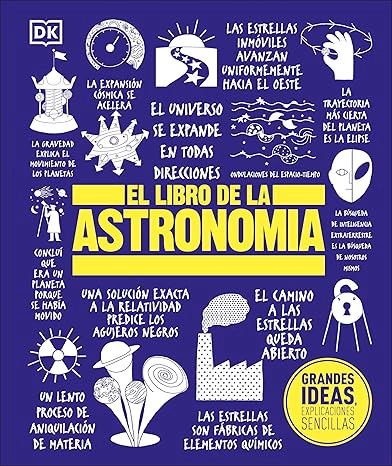 DK
LAS ESTRELLAS
INMÓVILES
AVANZAN
UNIFORMEMENTE
HACIA EL OESTE
LA EXPANSIÓN
CÓSMICA SE
ACELERA
LA
TRAYECTORIA
MÁS CIERTA
DEL PLANETA
ES LA ELIPSE
EL UNIVERSO
SE EXPANDE
EN TODAS
DIRECCIONES
LA GRAVEDAD
EXPLICA EL
MOVIMIENTO DE
LOS PLANETAS
ONDULACIONES DEL ESPACIO-TIEMPO
EL LIBRO DE LA
ASTRONOMÍA
LA BÚSQUEDA
DE INTELIGENCIA
EXTRATERRESTRE
ES LA BÚSQUEDA
DE NOSOTROS
MISMOS
CONCLUÍ
QUE
ERA UN
PLANETA
PORQUE
SE HABÍA
MOVIDO
UNA SOLUCIÓN EXACTA
A LA RELATIVIDAD
PREDICE LOS
AGUJEROS NEGROS
EL CAMINO
A LAS
ESTRELLAS
QUEDA
ABIERTO
GRANDES
IDEAS,
EXPLICACIONES
SENCILLAS
UN LENTO
PROCESO DE
ANIQUILACIÓN
DE MATERIA
LAS ESTRELLAS
SON FÁBRICAS DE
ELEMENTOS QUÍMICOS